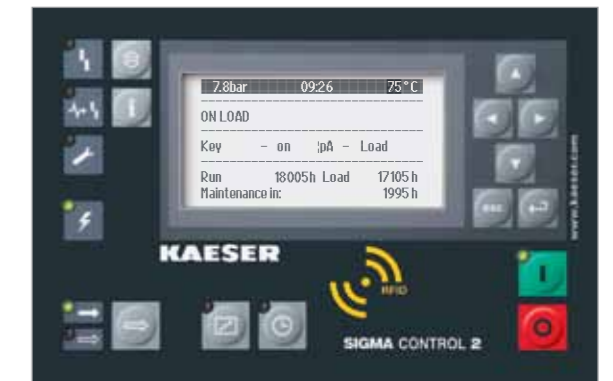 7.8bar 09:26 75°C
ON LOAD
Key - on ¦pA - Load
Run 18005h Load 17105h
Maintenance in: 1995h
esc
www.kaeser.com
KAESER
RFID
SIGMA CONTROL 2